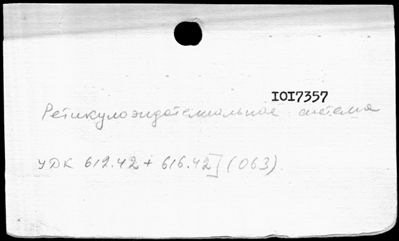 IOI7357
Ретикулоэндотелиальная система
УДК 612.42 + 616.42] (063).